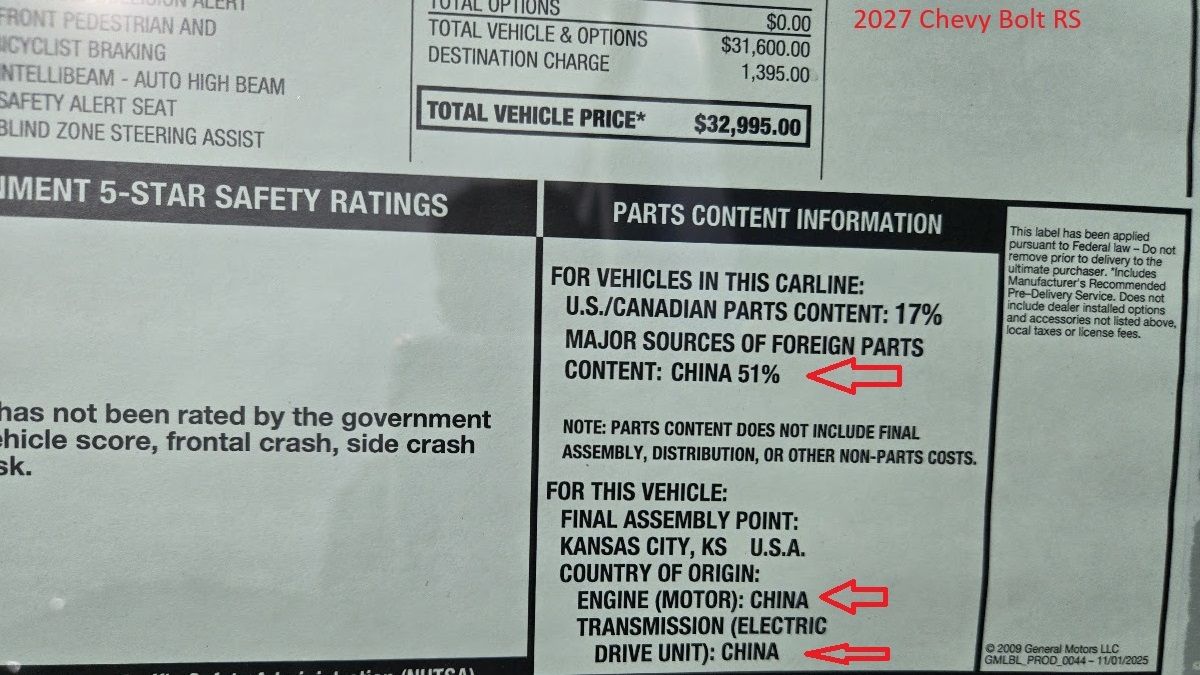 ALERT
FRONT PEDESTRIAN AND
BICYCLIST BRAKING
INTELLIBEAM - AUTO HIGH BEAM
SAFETY ALERT SEAT
BLIND ZONE STEERING ASSIST
TOTAL OPTIONS $0.00
TOTAL VEHICLE & OPTIONS $31,600.00
DESTINATION CHARGE 1,395.00
TOTAL VEHICLE PRICE* $32,995.00
2027 Chevy Bolt RS
NMENT 5-STAR SAFETY RATINGS
has not been rated by the government
ehicle score, frontal crash, side crash
sk.
PARTS CONTENT INFORMATION
FOR VEHICLES IN THIS CARLINE:
U.S./CANADIAN PARTS CONTENT: 17%
MAJOR SOURCES OF FOREIGN PARTS
CONTENT: CHINA 51%
NOTE: PARTS CONTENT DOES NOT INCLUDE FINAL
ASSEMBLY, DISTRIBUTION, OR OTHER NON-PARTS COSTS.
FOR THIS VEHICLE:
FINAL ASSEMBLY POINT:
KANSAS CITY, KS U.S.A.
COUNTRY OF ORIGIN:
ENGINE (MOTOR): CHINA
TRANSMISSION (ELECTRIC
DRIVE UNIT): CHINA
This label has been applied
pursuant to Federal law – Do not
remove prior to delivery to the
ultimate purchaser. *Includes
Manufacturer's Recommended
Pre–Delivery Service. Does not
include dealer installed options
and accessories not listed above,
local taxes or license fees.
© 2009 General Motors LLC
GMLBL_PROD_0044 – 11/01/2025